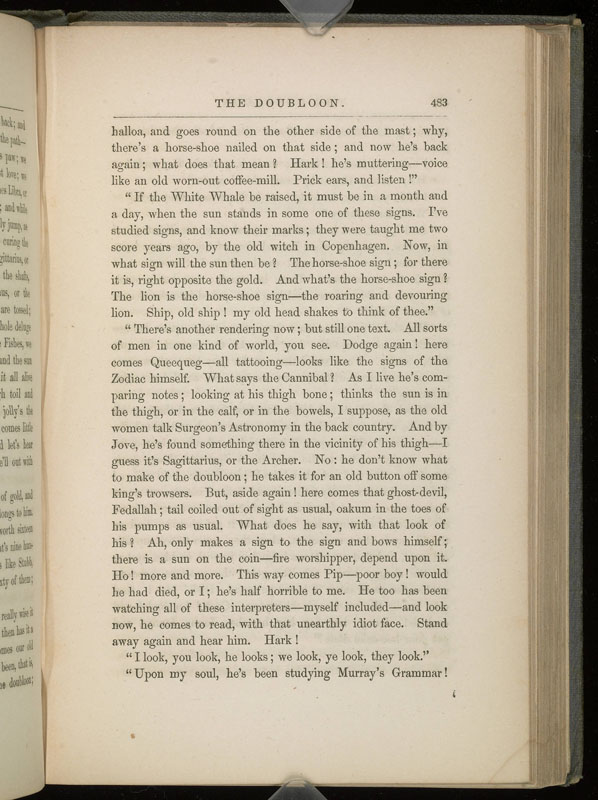 THE DOUBLOON. 483
halloa, and goes round on the other side of the mast; why,
there's a horse-shoe nailed on that side; and now he's back
again; what does that mean? Hark! he's muttering—voice
like an old worn-out coffee-mill. Prick ears, and listen!"
"If the White Whale be raised, it must be in a month and
a day, when the sun stands in some one of these signs. I've
studied signs, and know their marks; they were taught me two
score years ago, by the old witch in Copenhagen. Now, in
what sign will the sun then be? The horse-shoe sign; for there
it is, right opposite the gold. And what's the horse-shoe sign?
The lion is the horse-shoe sign—the roaring and devouring
lion. Ship, old ship! my old head shakes to think of thee."
"There's another rendering now; but still one text. All sorts
of men in one kind of world, you see. Dodge again! here
comes Queequeg—all tattooing—looks like the signs of the
Zodiac himself. What says the Cannibal? As I live he's com-
paring notes; looking at his thigh bone; thinks the sun is in
the thigh, or in the calf, or in the bowels, I suppose, as the old
women talk Surgeon's Astronomy in the back country. And by
Jove, he's found something there in the vicinity of his thigh—I
guess it's Sagittarius, or the Archer. No: he don't know what
to make of the doubloon; he takes it for an old button off some
king's trowsers. But, aside again! here comes that ghost-devil,
Fedallah; tail coiled out of sight as usual, oakum in the toes of
his pumps as usual. What does he say, with that look of
his? Ah, only makes a sign to the sign and bows himself;
there is a sun on the coin—fire worshipper, depend upon it.
Ho! more and more. This way comes Pip—poor boy! would
he had died, or I; he's half horrible to me. He too has been
watching all of these interpreters—myself included—and look
now, he comes to read, with that unearthly idiot face. Stand
away again and hear him. Hark!
"I look, you look, he looks; we look, ye look, they look."
"Upon my soul, he's been studying Murray's Grammar!